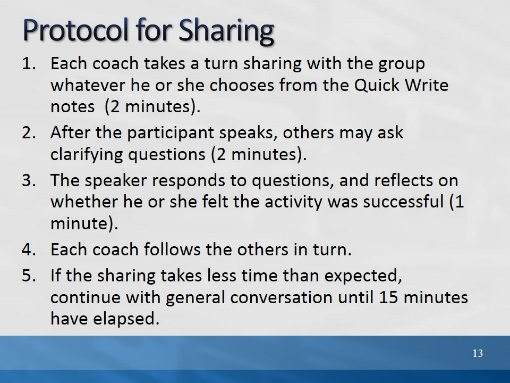 Protocol for Sharing
1. Each coach takes a turn sharing with the group
whatever he or she chooses from the Quick Write
notes (2 minutes).
2. After the participant speaks, others may ask
clarifying questions (2 minutes).
3. The speaker responds to questions, and reflects on
whether he or she felt the activity was successful (1
minute).
4. Each coach follows the others in turn.
5. If the sharing takes less time than expected,
continue with general conversation until 15 minutes
have elapsed.
13